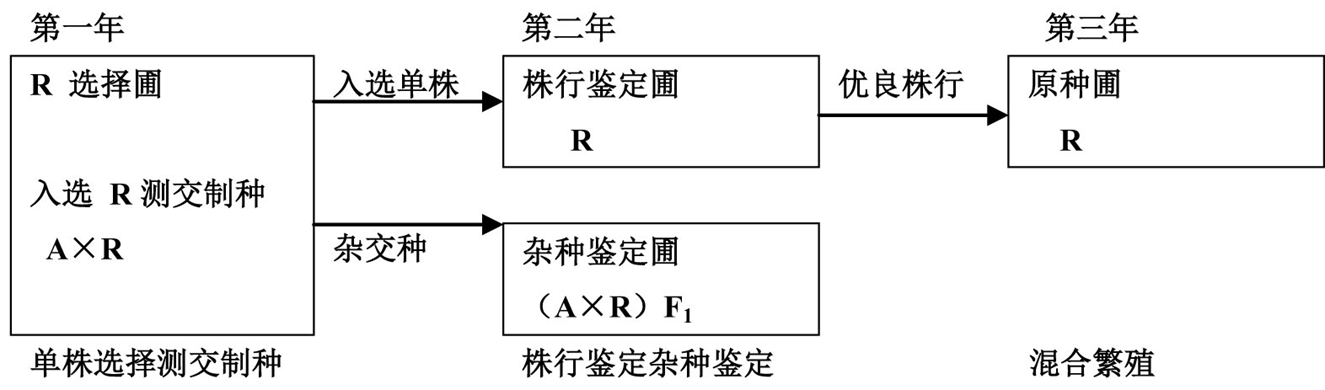 第一年
R 选择圃
入选 R 测交制种
A×R
单株选择测交制种
入选单株
杂交种
第二年
株行鉴定圃
R
杂种鉴定圃
（A×R）F₁
株行鉴定杂种鉴定
优良株行
第三年
原种圃
R
混合繁殖